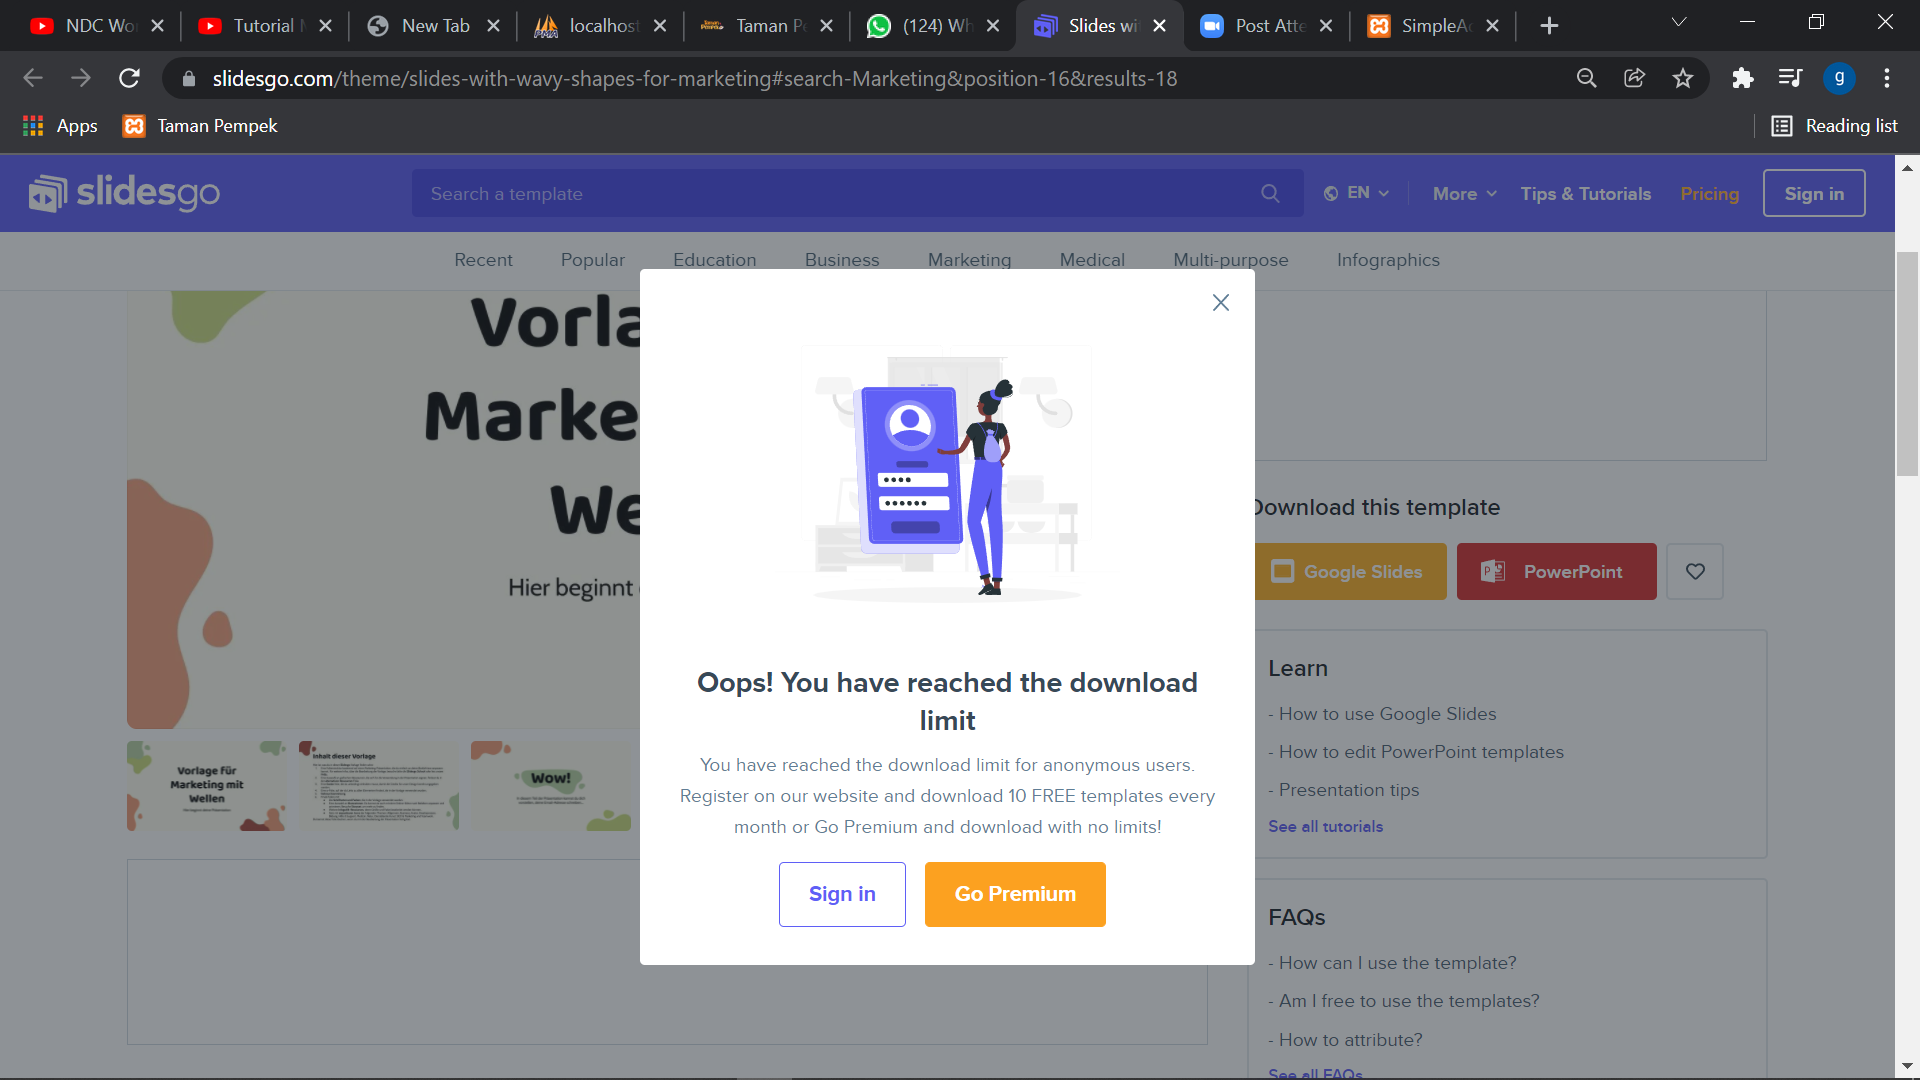 NDC Wo
Tutorial
New Tab
localhos
Taman P
(124) Wh
Slides wi
Post Atte
SimpleAc
slidesgo.com/theme/slides-with-wavy-shapes-for-marketing#search-Marketing&position-16&results-18
g
Apps
Taman Pempek
Reading list
slidesgo
Search a template
EN
More
Tips & Tutorials
Pricing
Sign in
Recent
Popular
Education
Business
Marketing
Medical
Multi-purpose
Infographics
Vorla
Marke
We
Hier beginnt
Vorlage für
Marketing mit
Wellen
Inhalt dieser Vorlage
Wow!
Oops! You have reached the download
limit
You have reached the download limit for anonymous users.
Register on our website and download 10 FREE templates every
month or Go Premium and download with no limits!
Sign in
Go Premium
Download this template
Google Slides
PowerPoint
Learn
- How to use Google Slides
- How to edit PowerPoint templates
- Presentation tips
See all tutorials
FAQs
- How can I use the template?
- Am I free to use the templates?
- How to attribute?
See all FAQs